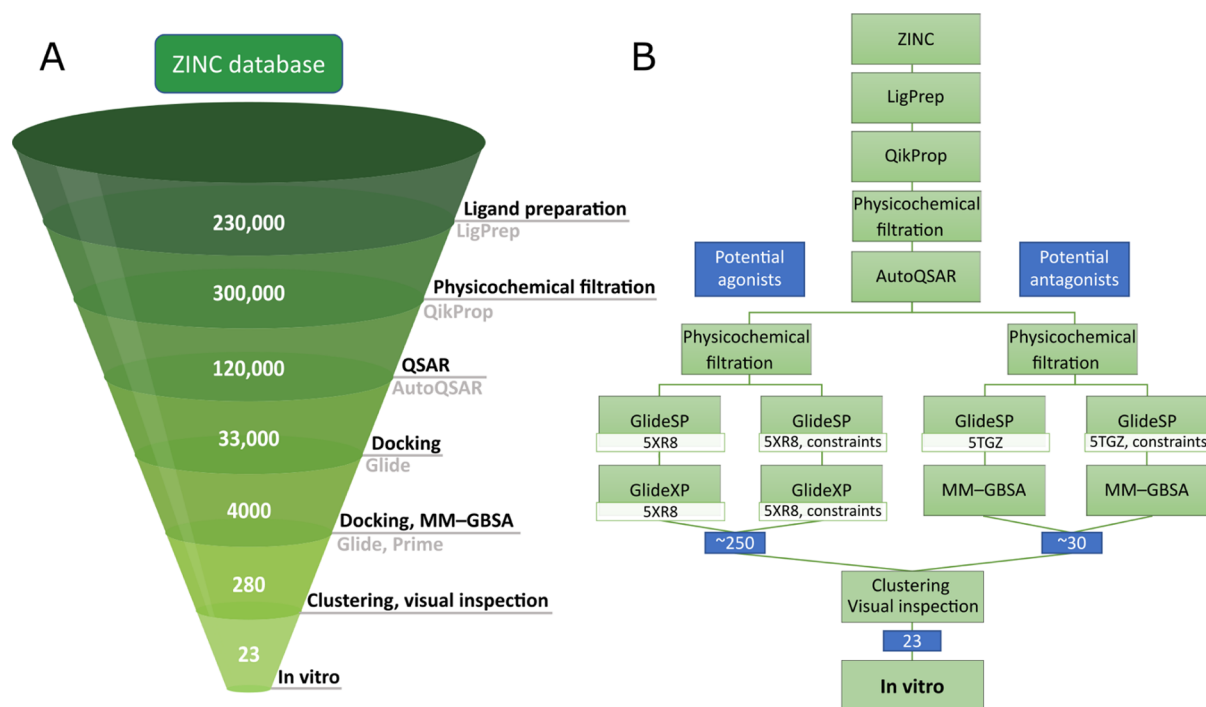 A
ZINC database
230,000
Ligand preparation
LigPrep
300,000
Physicochemical filtration
QikProp
120,000
QSAR
AutoQSAR
33,000
Docking
Glide
4000
Docking, MM–GBSA
Glide, Prime
280
Clustering, visual inspection
23
In vitro
B
ZINC
LigPrep
QikProp
Physicochemical
filtration
Potential
agonists
AutoQSAR
Potential
antagonists
Physicochemical
filtration
Physicochemical
filtration
GlideSP
5XR8
GlideSP
5XR8, constraints
GlideSP
5TGZ
GlideSP
5TGZ, constraints
GlideXP
5XR8
GlideXP
5XR8, constraints
MM–GBSA
MM–GBSA
~250
~30
Clustering
Visual inspection
23
In vitro